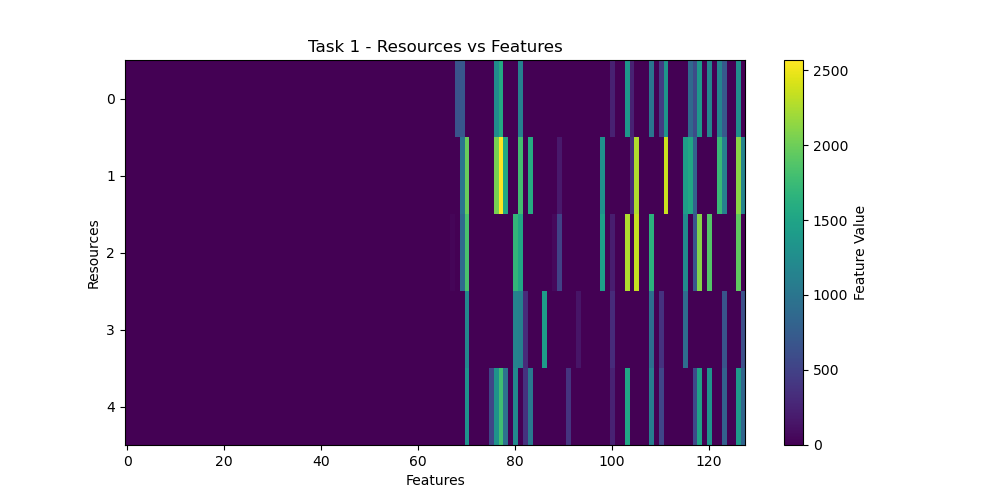 Task 1 - Resources vs Features
Resources
0
1
2
3
4
0 20 40 60 80 100 120
Features
2500
2000
1500
1000
500
0
Feature Value